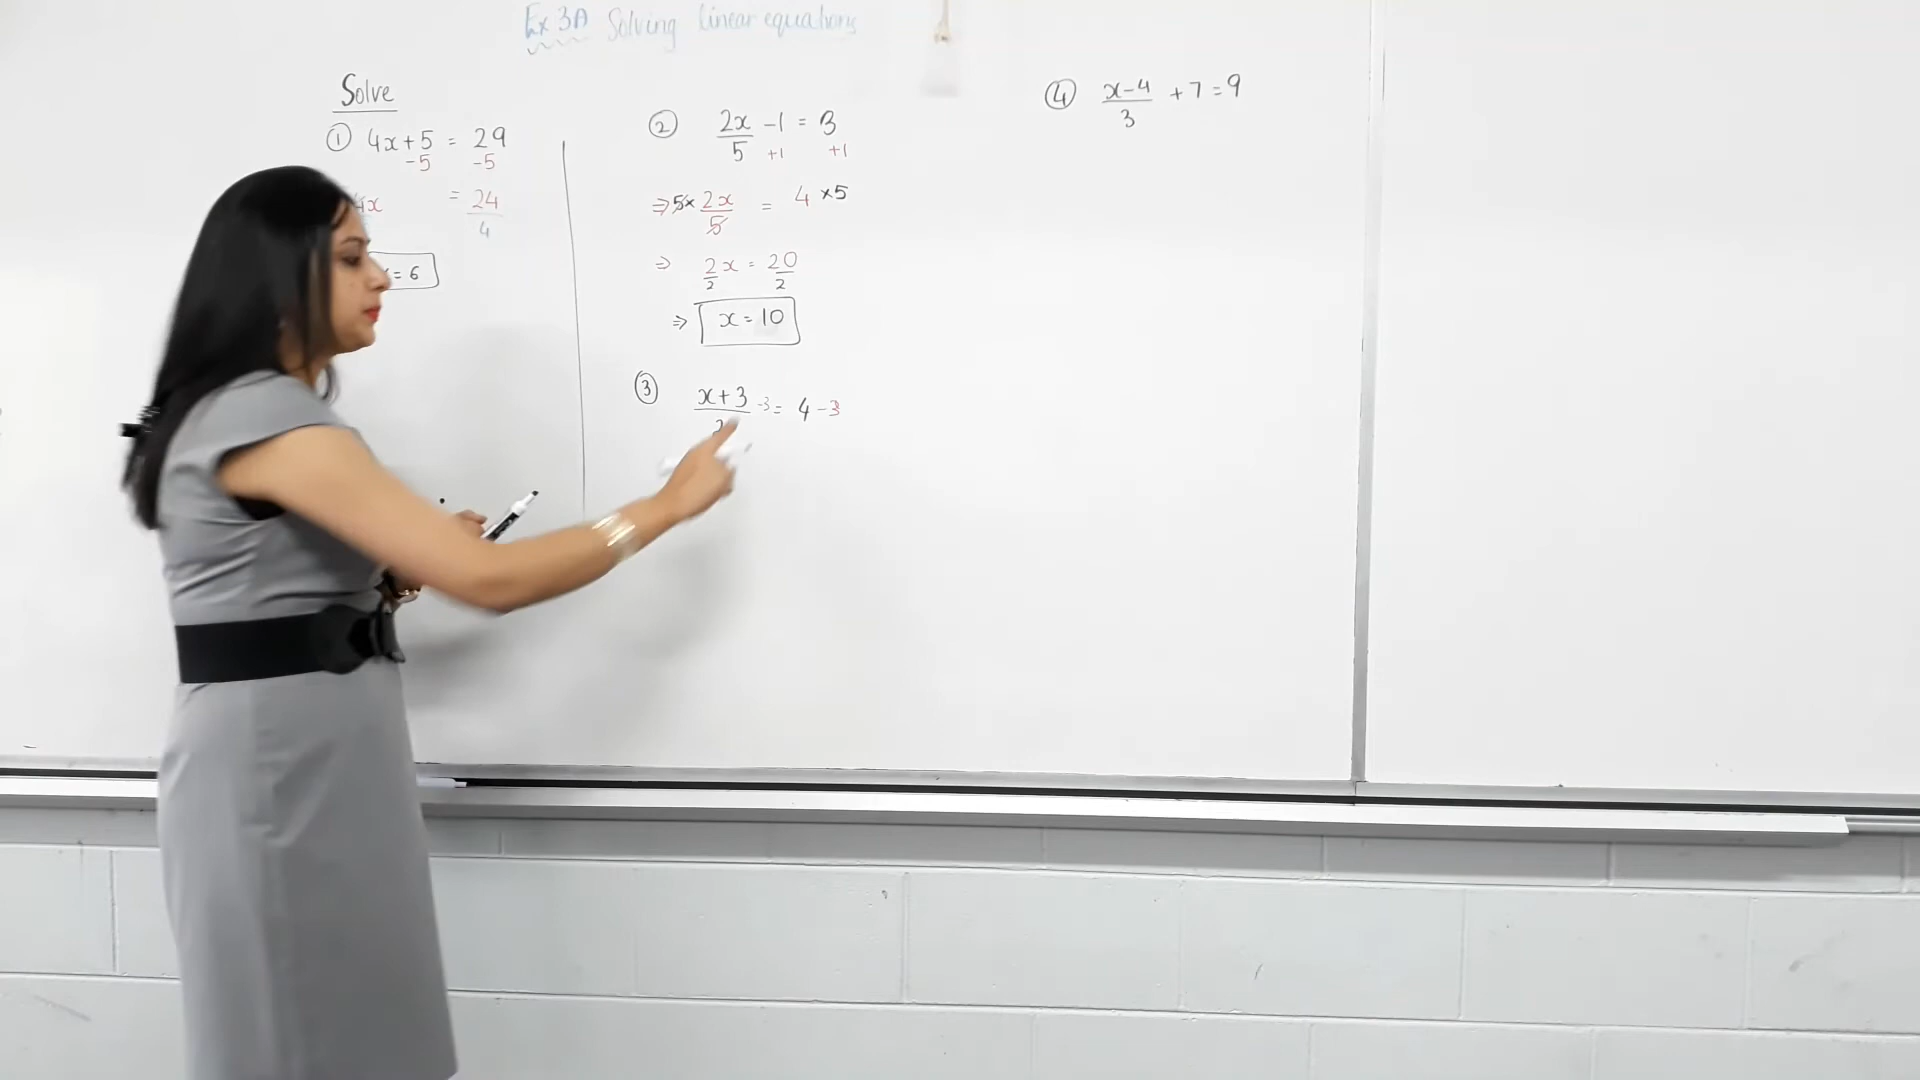 Ex 3A Solving linear equations
Solve
① 4x+5 = 29
-5 -5
4x = 24
4
= 6
② 2x -1 = 3
5 +1 +1
⇒ 5× 2x = 4 ×5
5
⇒ 2x = 20
2 2
⇒ x = 10
③ x+3 -3 = 4 -3
④ x-4 +7 = 9
3